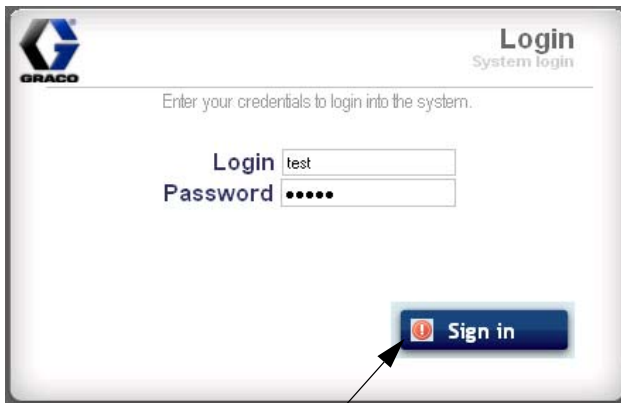 GRACO
Login
System login
Enter your credentials to login into the system.
Login test
Password •••••
Sign in